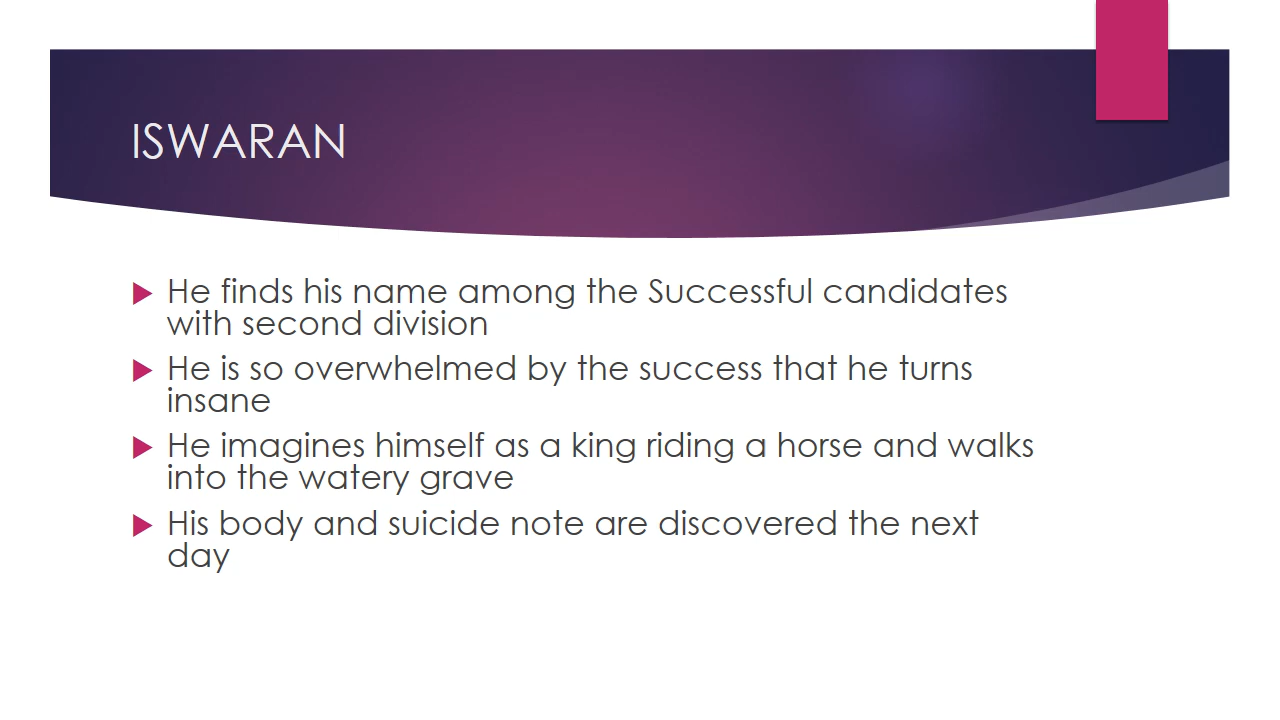 ISWARAN
He finds his name among the Successful candidates
with second division
He is so overwhelmed by the success that he turns
insane
He imagines himself as a king riding a horse and walks
into the watery grave
His body and suicide note are discovered the next
day